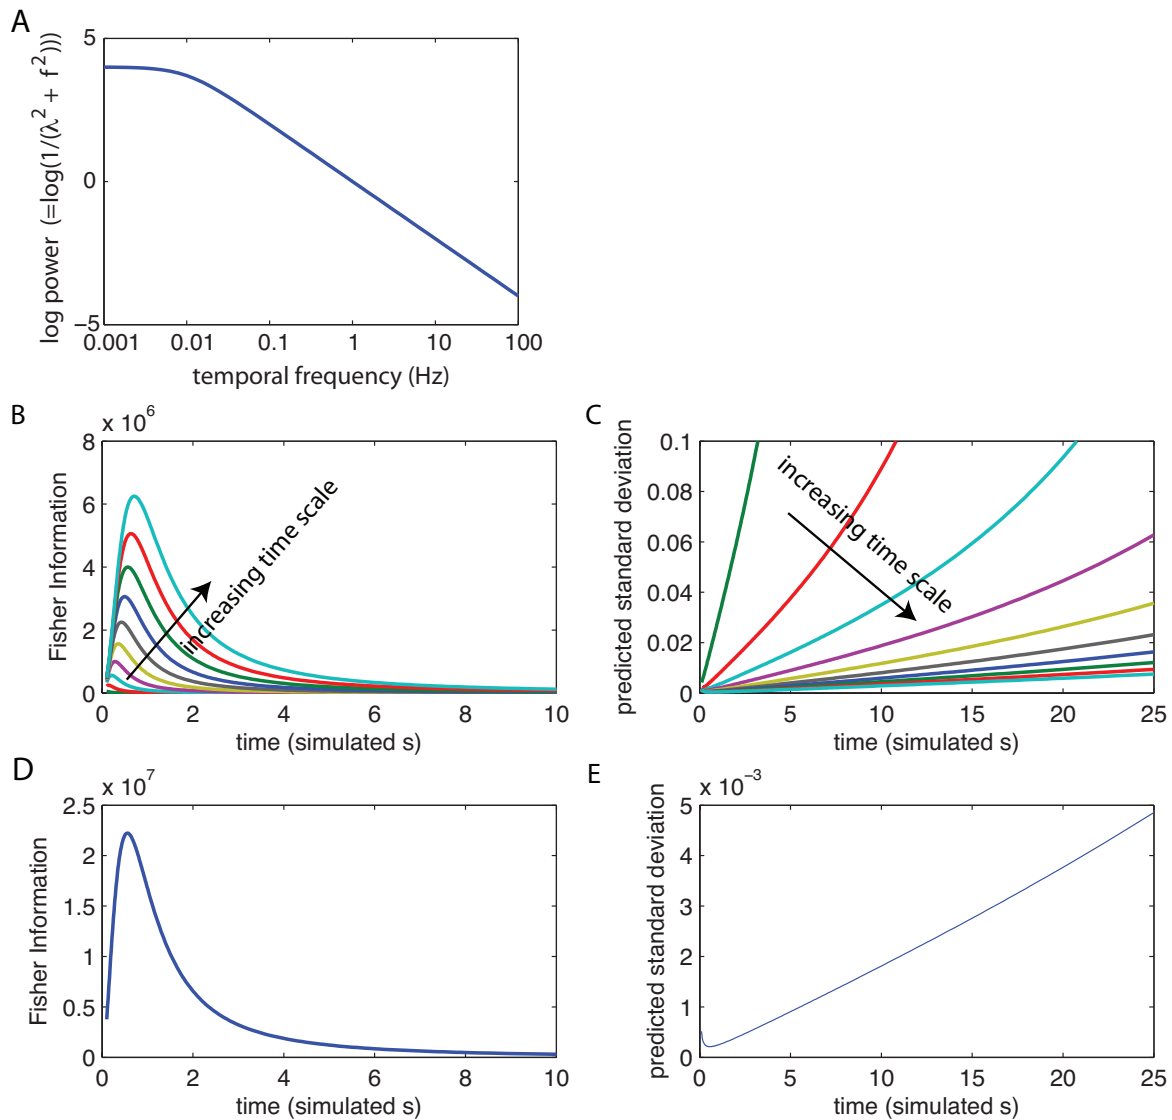 A
log power (=log(1/(λ² + f²)))
5
0
−5
0.001 0.01 0.1 1 10 100
temporal frequency (Hz)
B
x 10⁶
Fisher Information
8
6
4
2
0
increasing time scale
0 2 4 6 8 10
time (simulated s)
C
predicted standard deviation
0.1
0.08
0.06
0.04
0.02
0
increasing time scale
0 5 10 15 20 25
time (simulated s)
D
x 10⁷
Fisher Information
2.5
2
1.5
1
0.5
0
0 2 4 6 8 10
time (simulated s)
E
x 10⁻³
predicted standard deviation
5
4
3
2
1
0
0 5 10 15 20 25
time (simulated s)